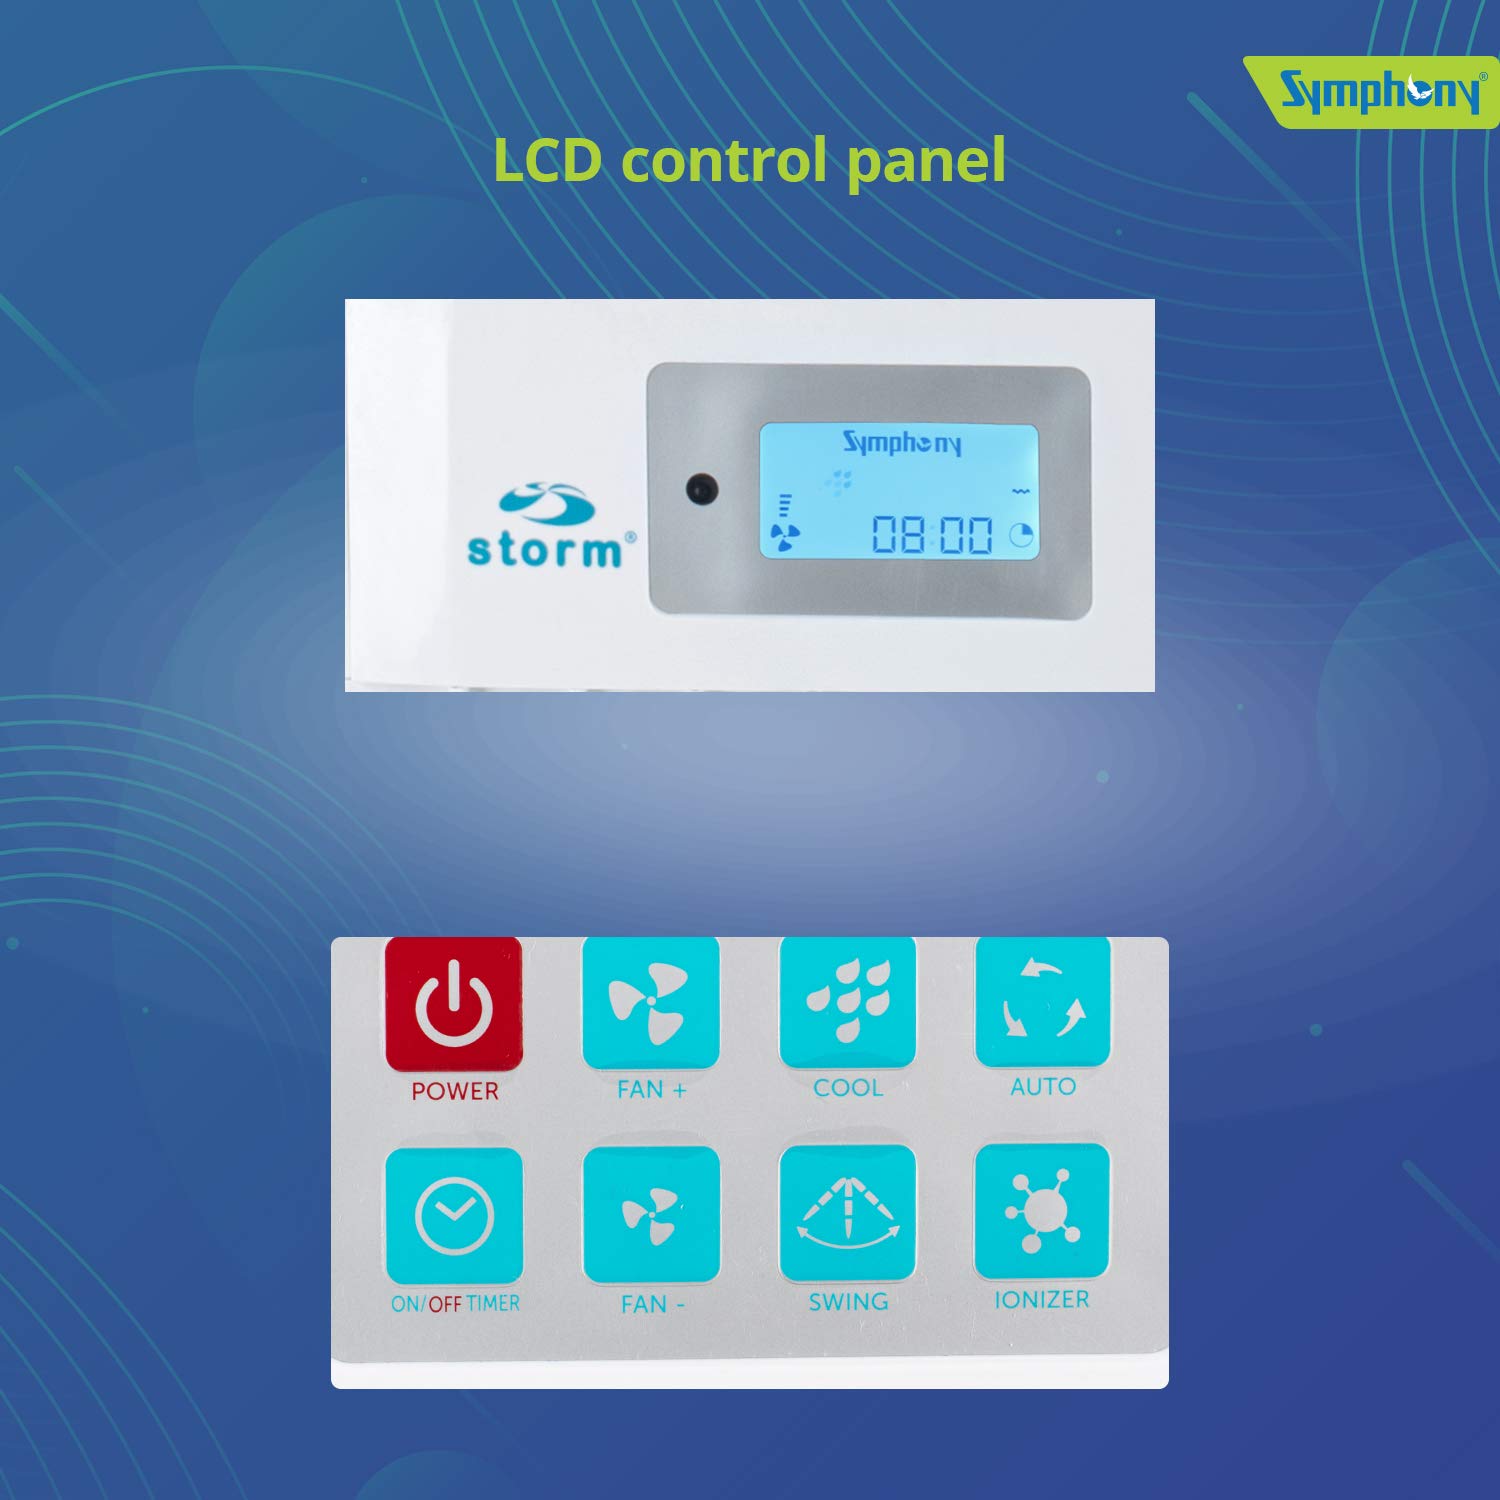 Symphony®
LCD control panel
Symphony
storm®
08:00
POWER
FAN +
COOL
AUTO
ON/OFF TIMER
FAN -
SWING
IONIZER